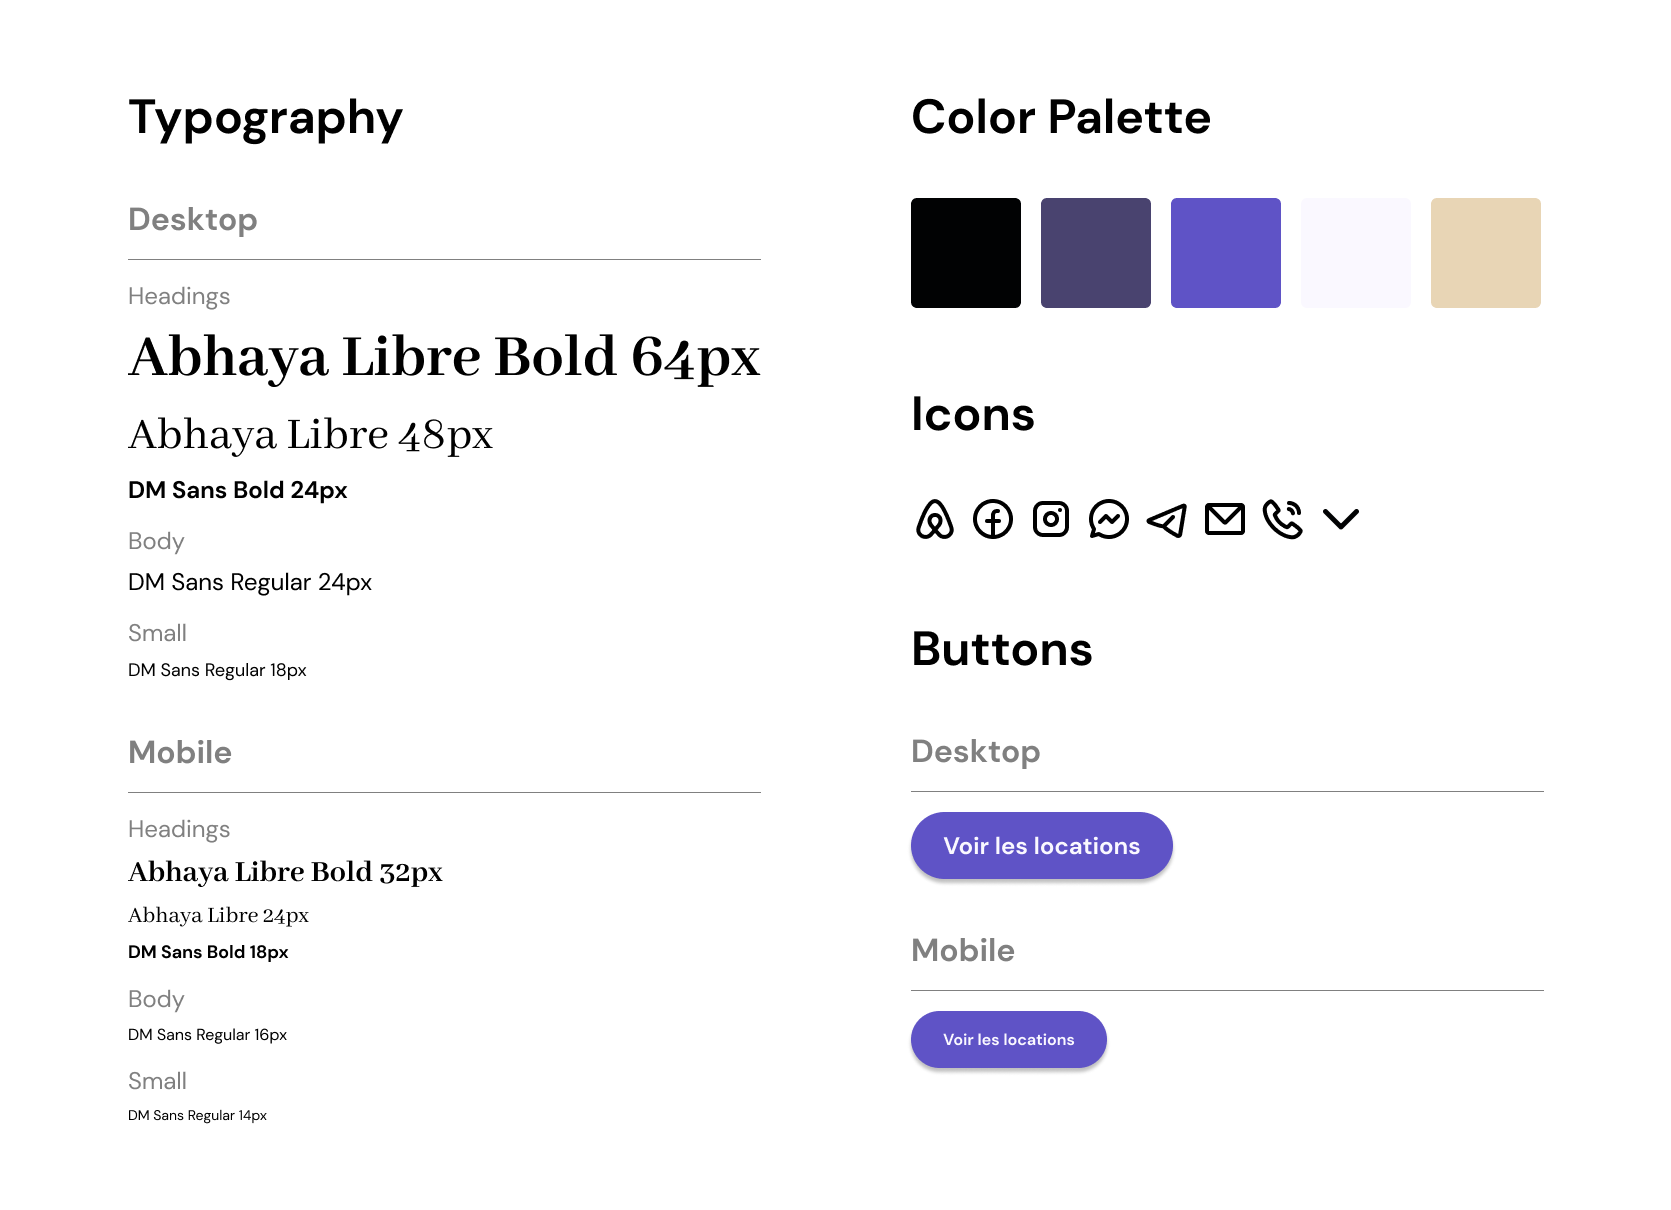 Typography
Desktop
Headings
Abhaya Libre Bold 64px
Abhaya Libre 48px
DM Sans Bold 24px
Body
DM Sans Regular 24px
Small
DM Sans Regular 18px
Mobile
Headings
Abhaya Libre Bold 32px
Abhaya Libre 24px
DM Sans Bold 18px
Body
DM Sans Regular 16px
Small
DM Sans Regular 14px
Color Palette
Icons
Buttons
Desktop
Voir les locations
Mobile
Voir les locations